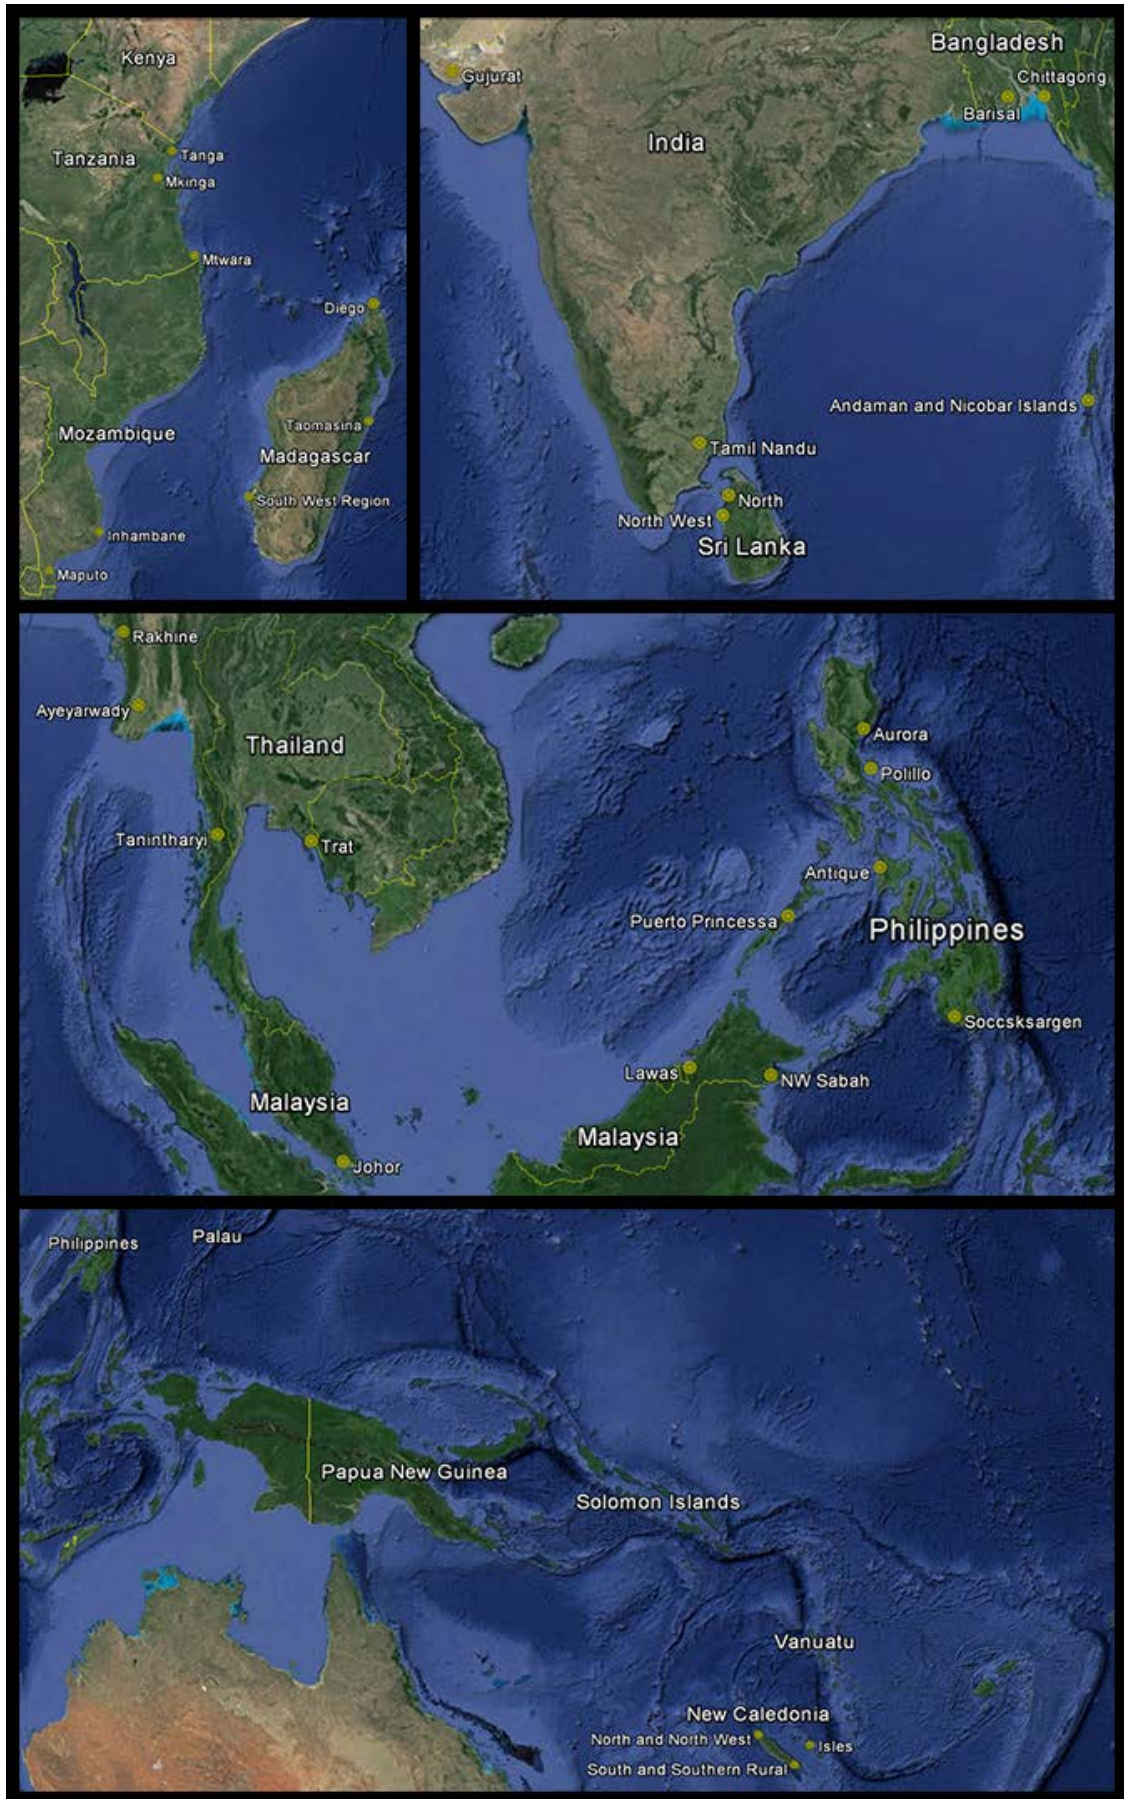 Kenya
Tanzania
Tanga
Mkinga
Mtwara
Diego
Taomasina
Mozambique
Madagascar
South West Region
Inhambane
Maputo
Bangladesh
Gujurat
Chittagong
Barisal
India
Andaman and Nicobar Islands
Tamil Nandu
North
North West
Sri Lanka
Rakhine
Ayeyarwady
Thailand
Aurora
Polillo
Tanintharyi
Trat
Antique
Puerto Princessa
Philippines
Soccsksargen
Lawas
NW Sabah
Malaysia
Malaysia
Johor
Philippines
Palau
Papua New Guinea
Solomon Islands
Vanuatu
New Caledonia
North and North West
Isles
South and Southern Rural